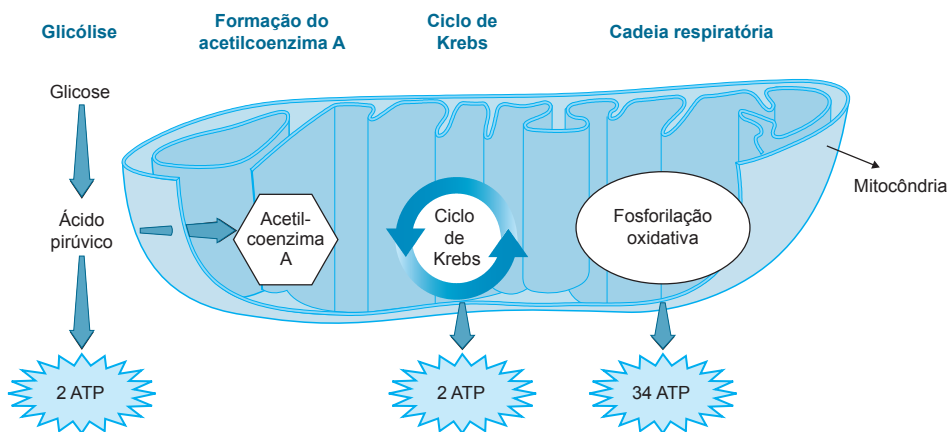 Glicólise
Formação do
acetilcoenzima A
Ciclo de
Krebs
Cadeia respiratória
Glicose
Mitocôndria
Ácido
pirúvico
Acetil-
coenzima
A
Ciclo
de
Krebs
Fosforilação
oxidativa
2 ATP
2 ATP
34 ATP